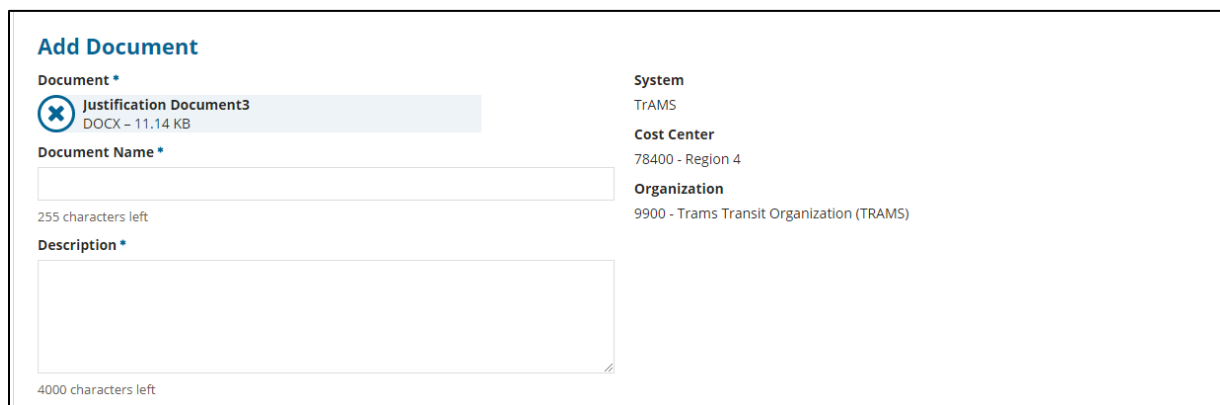 Add Document
Document *
Justification Document3
DOCX – 11.14 KB
Document Name *
255 characters left
Description *
4000 characters left
System
TrAMS
Cost Center
78400 - Region 4
Organization
9900 - Trams Transit Organization (TRAMS)